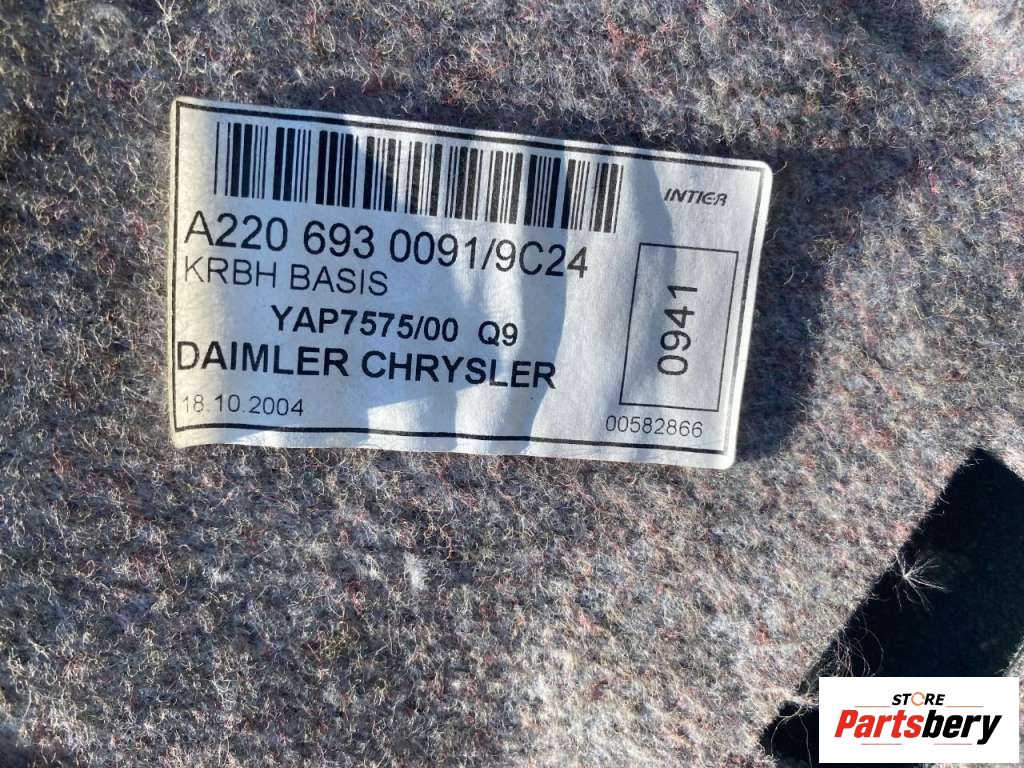 INTIER
A220 693 0091/9C24
KRBH BASIS
YAP7575/00 Q9
DAIMLER CHRYSLER
0941
18.10.2004
00582866
STORE
Partsbery